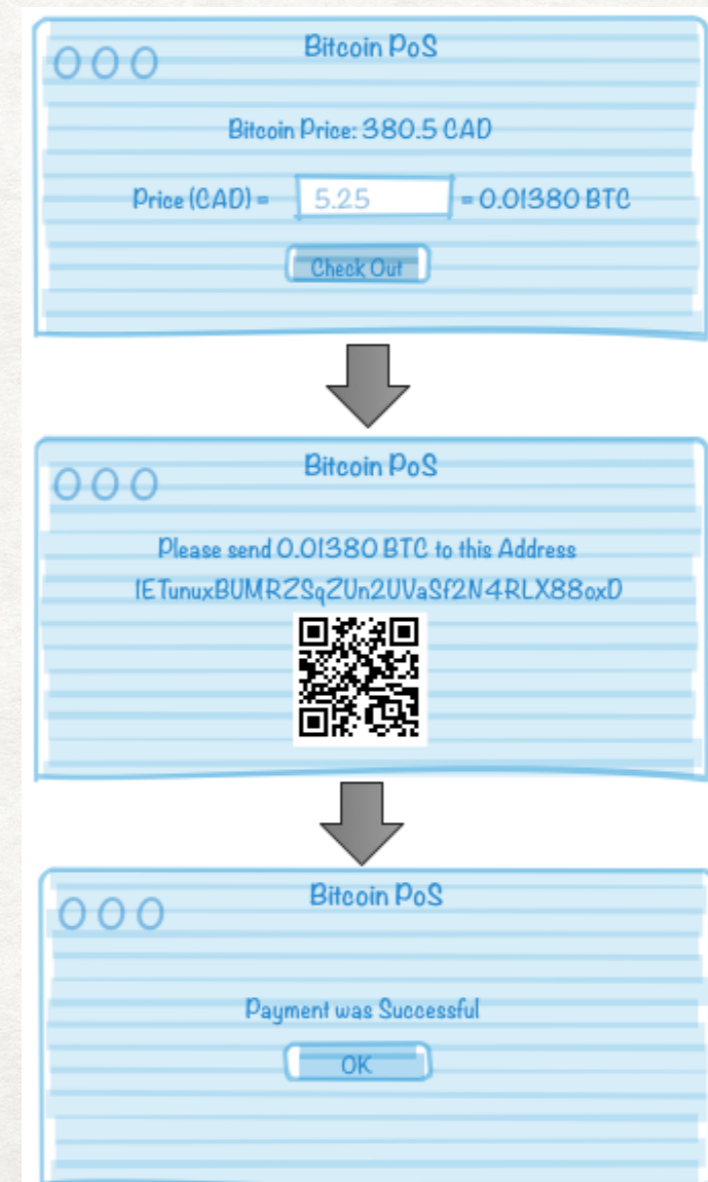 Bitcoin PoS
Bitcoin Price: 380.5 CAD
Price (CAD) = 5.25 = 0.01380 BTC
Check Out
Bitcoin PoS
Please send 0.01380 BTC to this Address
1ETunuxBUMRZSqZUn2UVaSf2N4RLX88oxD
Bitcoin PoS
Payment was Successful
OK